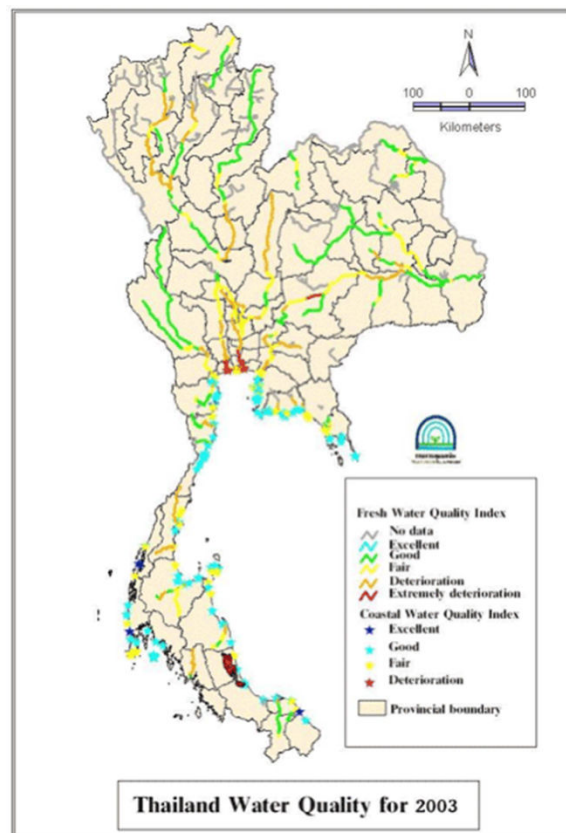 N
100 0 100
Kilometers
Fresh Water Quality Index
No data
Excellent
Good
Fair
Deterioration
Extremely deterioration
Coastal Water Quality Index
Excellent
Good
Fair
Deterioration
Provincial boundary
Thailand Water Quality for 2003